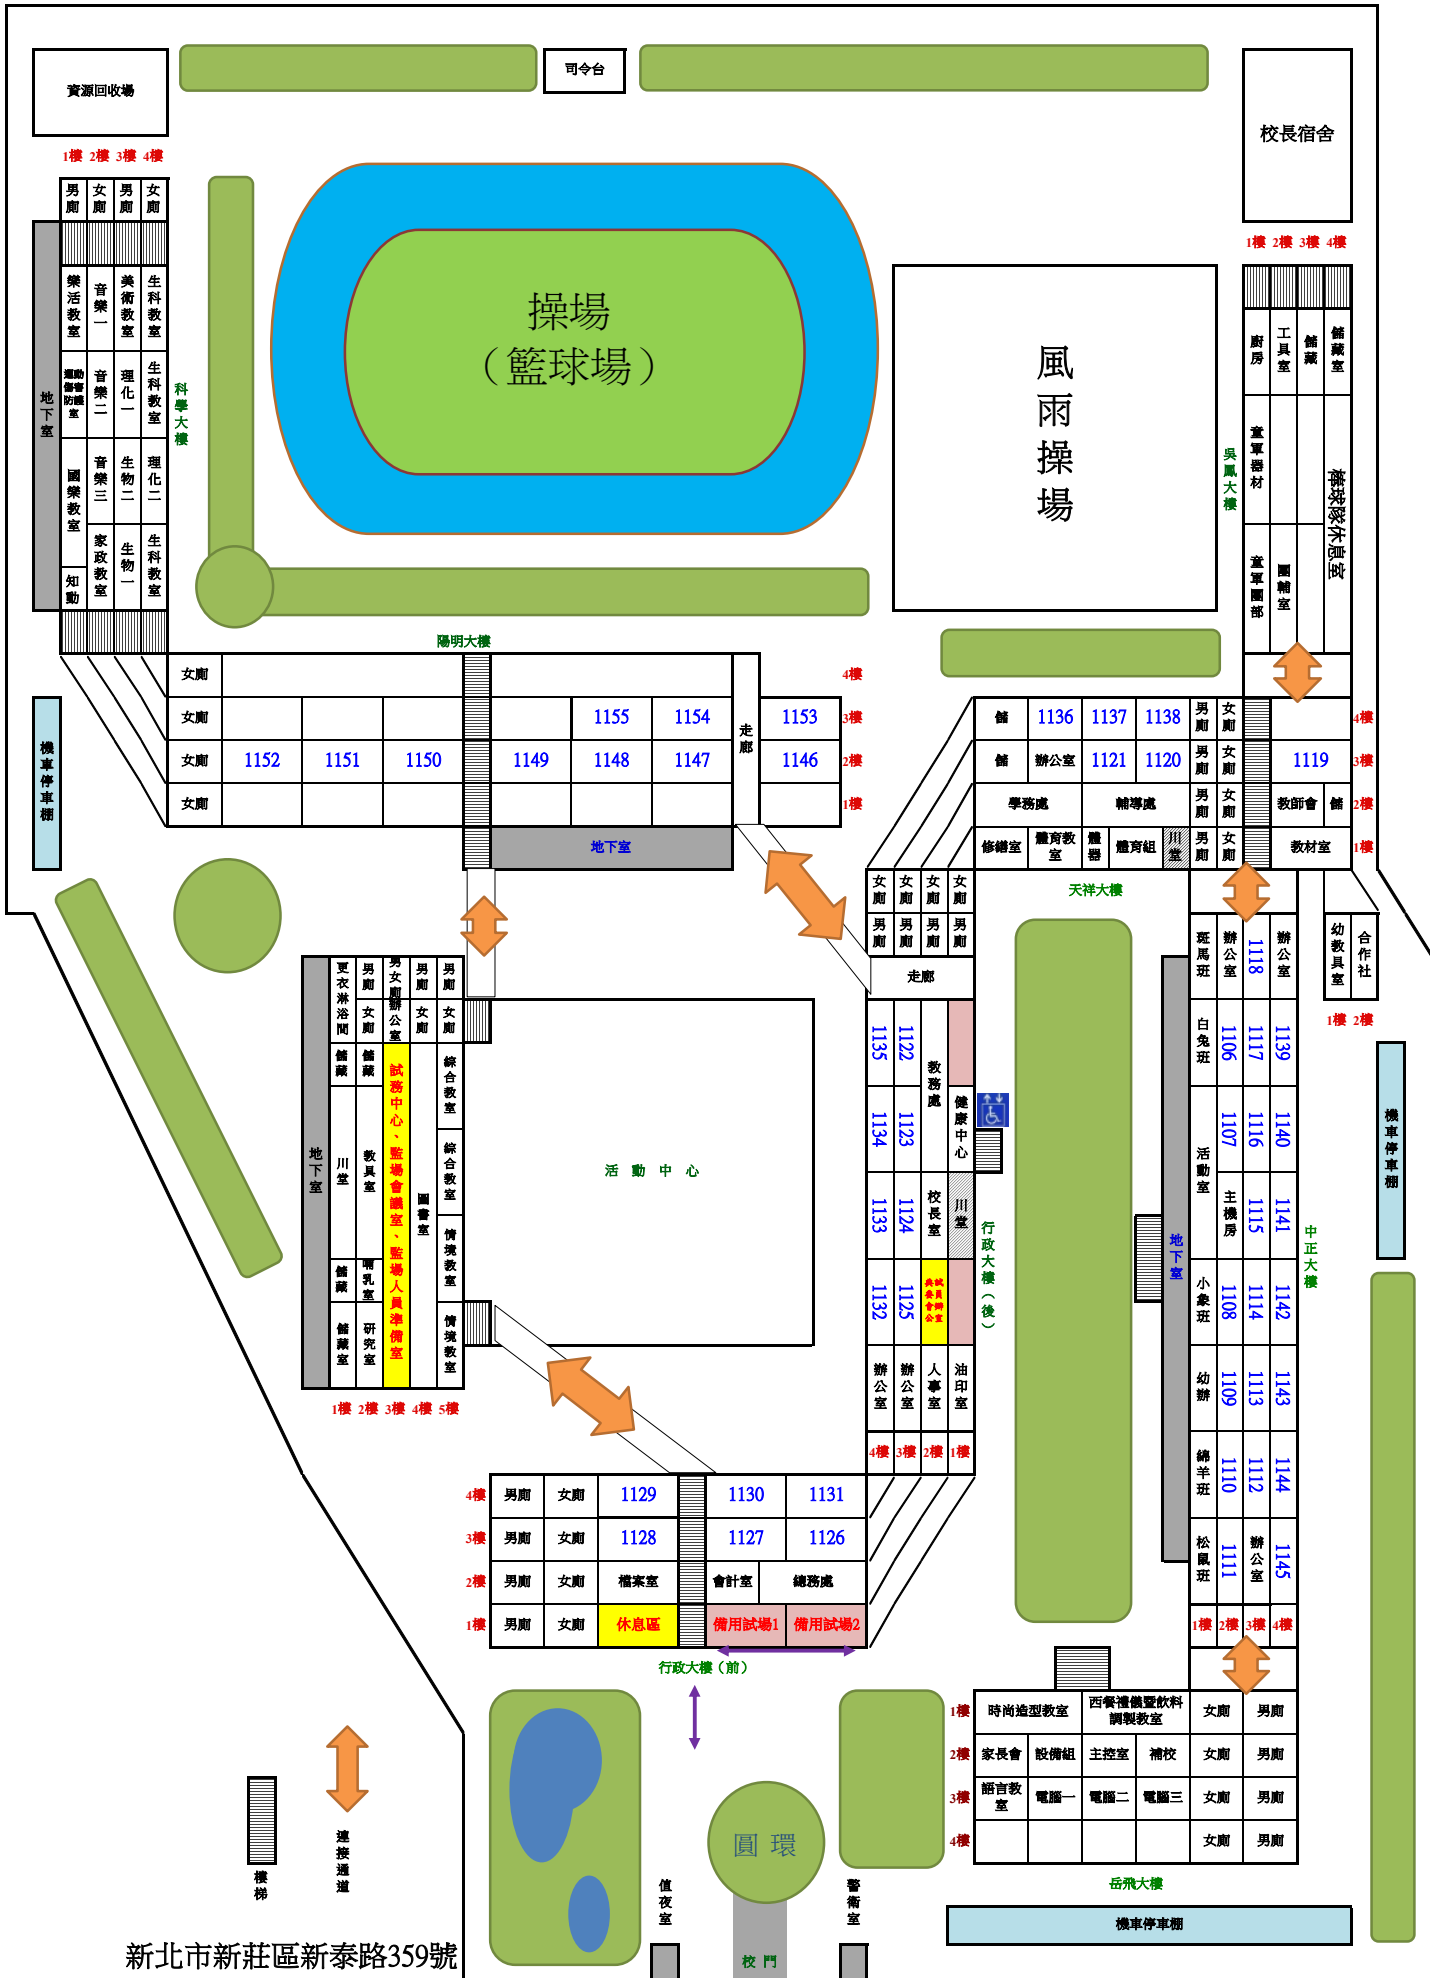 司令台
資源回收場
校長宿舍
1樓 2樓 3樓 4樓
男廁 女廁 男廁 女廁
樂活教室 音樂一 美術教室 生科教室
音樂二 理化一 生科教室
國樂教室 音樂三 生物二 理化二
知動 家政教室 生物一 生科教室
地下室
科學大樓
操場
（籃球場）
風雨操場
1樓 2樓 3樓 4樓
廚房 工具室 儲藏 儲藏室
童軍器材
棒球隊休息室
童軍團部 團輔室
吳鳳大樓
陽明大樓
女廁 4樓
女廁 1155 1154 1153 3樓
女廁 1152 1151 1150 1149 1148 1147 1146 2樓
女廁 1樓
走廊
地下室
機車停車棚
儲 1136 1137 1138 男廁 女廁 4樓
儲 辦公室 1121 1120 男廁 女廁 1119 3樓
學務處 輔導處 男廁 女廁 教師會 儲 2樓
修繕室 體育教室 體器 體育組 川堂 男廁 女廁 教材室 1樓
天祥大樓
女廁 女廁 女廁 女廁
男廁 男廁 男廁 男廁
走廊
1135 1122 教務處
1134 1123 健康中心
1133 1124 校長室 川堂
1132 1125
辦公室 辦公室 人事室 油印室
4樓 3樓 2樓 1樓
行政大樓（後）
斑馬班 辦公室 1118 辦公室
白兔班 1106 1117 1139
活動室 1107 1116 1140
主機房 1115 1141
小象班 1108 1114 1142
幼辦 1109 1113 1143
綿羊班 1110 1112 1144
松鼠班 1111 辦公室 1145
1樓 2樓 3樓 4樓
地下室
中正大樓
幼教具室 合作社
1樓 2樓
機車停車棚
更衣淋浴間 男廁 男女廁 男廁 男廁
女廁 辦公室 女廁 女廁
儲藏 儲藏 試務中心、監場會議室、監場人員準備室 圖書室 綜合教室
川堂 教具室 綜合教室
情境教室
儲藏 哺乳室
儲藏室 研究室 情境教室
地下室
1樓 2樓 3樓 4樓 5樓
活動中心
4樓 男廁 女廁 1129 1130 1131
3樓 男廁 女廁 1128 1127 1126
2樓 男廁 女廁 檔案室 會計室 總務處
1樓 男廁 女廁 休息區 備用試場1 備用試場2
行政大樓（前）
1樓 時尚造型教室 西餐禮儀暨飲料調製教室 女廁 男廁
2樓 家長會 設備組 主控室 補校 女廁 男廁
3樓 語言教室 電腦一 電腦二 電腦三 女廁 男廁
4樓 女廁 男廁
岳飛大樓
機車停車棚
圓環
值夜室
警衛室
校門
樓梯
連接通道
新北市新莊區新泰路359號